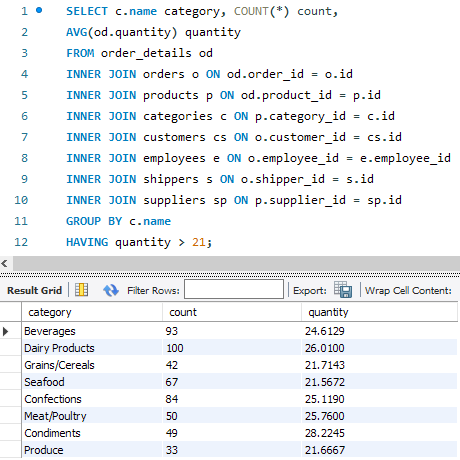 1 SELECT c.name category, COUNT(*) count,
2 AVG(od.quantity) quantity
3 FROM order_details od
4 INNER JOIN orders o ON od.order_id = o.id
5 INNER JOIN products p ON od.product_id = p.id
6 INNER JOIN categories c ON p.category_id = c.id
7 INNER JOIN customers cs ON o.customer_id = cs.id
8 INNER JOIN employees e ON o.employee_id = e.employee_id
9 INNER JOIN shippers s ON o.shipper_id = s.id
10 INNER JOIN suppliers sp ON p.supplier_id = sp.id
11 GROUP BY c.name
12 HAVING quantity > 21;
Result Grid Filter Rows: Export: Wrap Cell Content:
category count quantity
Beverages 93 24.6129
Dairy Products 100 26.0100
Grains/Cereals 42 21.7143
Seafood 67 21.5672
Confections 84 25.1190
Meat/Poultry 50 25.7600
Condiments 49 28.2245
Produce 33 21.6667